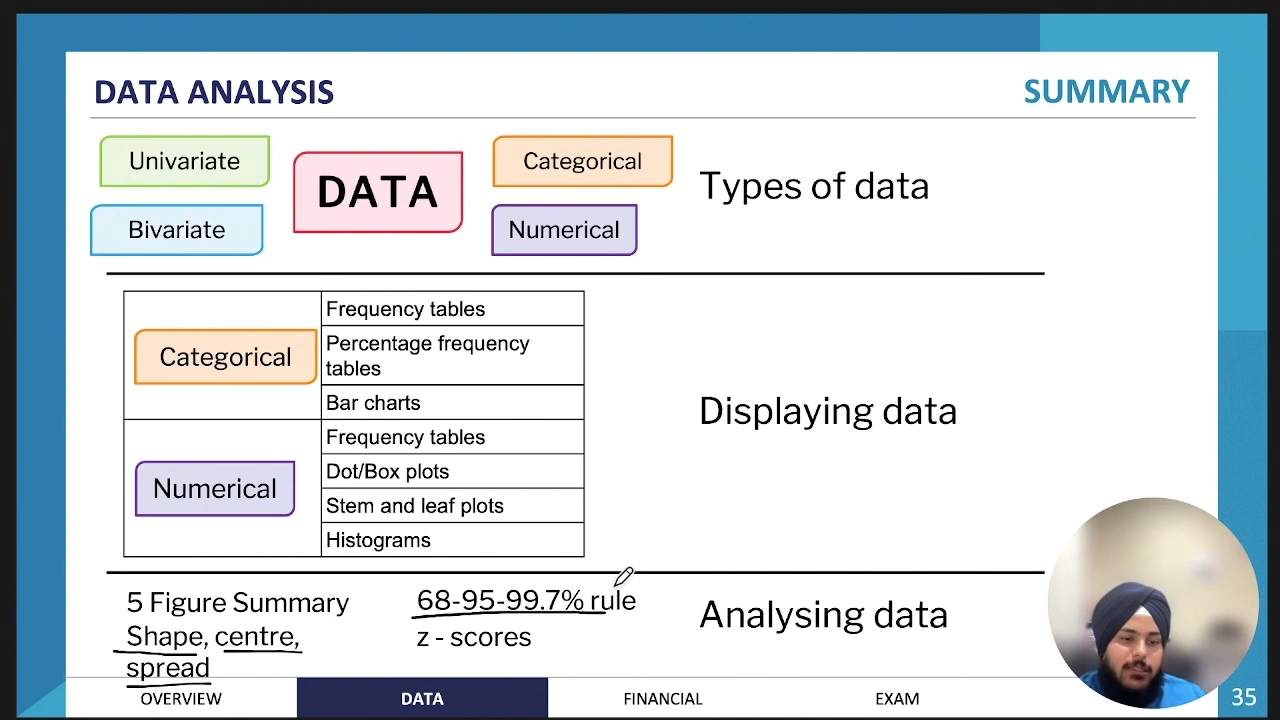 DATA ANALYSIS
SUMMARY
Univariate
Bivariate
DATA
Categorical
Numerical
Types of data
Categorical
Frequency tables
Percentage frequency
tables
Bar charts
Numerical
Frequency tables
Dot/Box plots
Stem and leaf plots
Histograms
Displaying data
5 Figure Summary
Shape, centre,
spread
68-95-99.7% rule
z - scores
Analysing data
OVERVIEW
DATA
FINANCIAL
EXAM
35